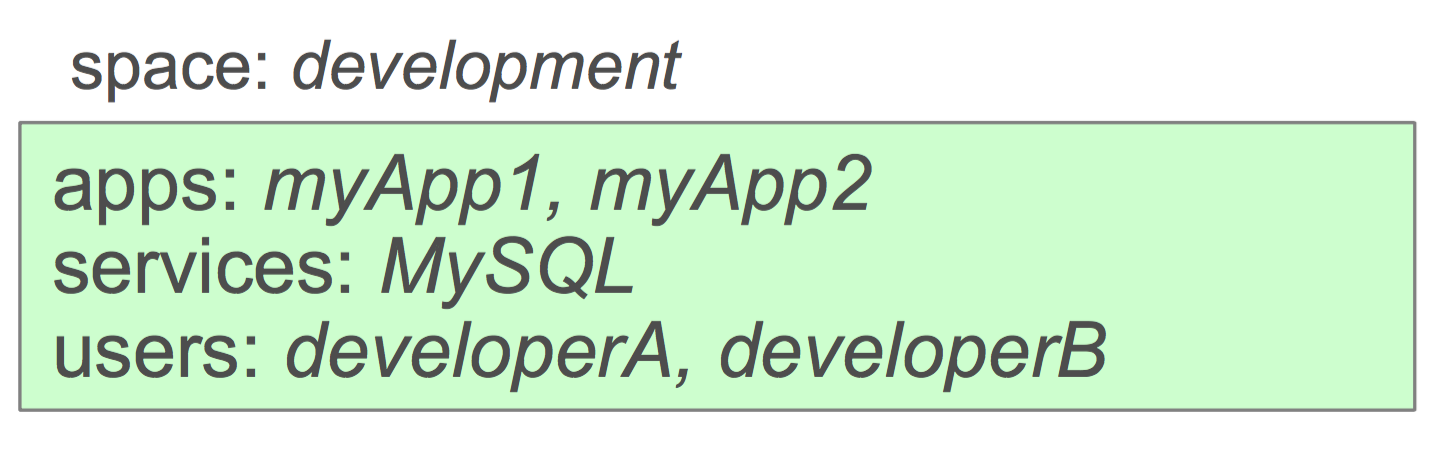 space: development
apps: myApp1, myApp2
services: MySQL
users: developerA, developerB